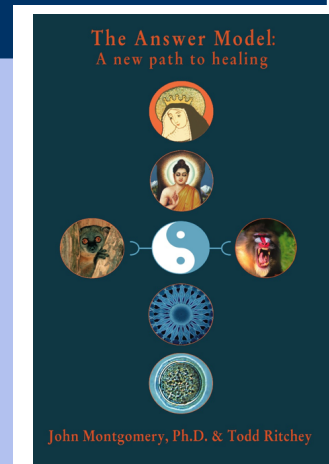 The Answer Model:
A new path to healing
John Montgomery, Ph.D. & Todd Ritchey